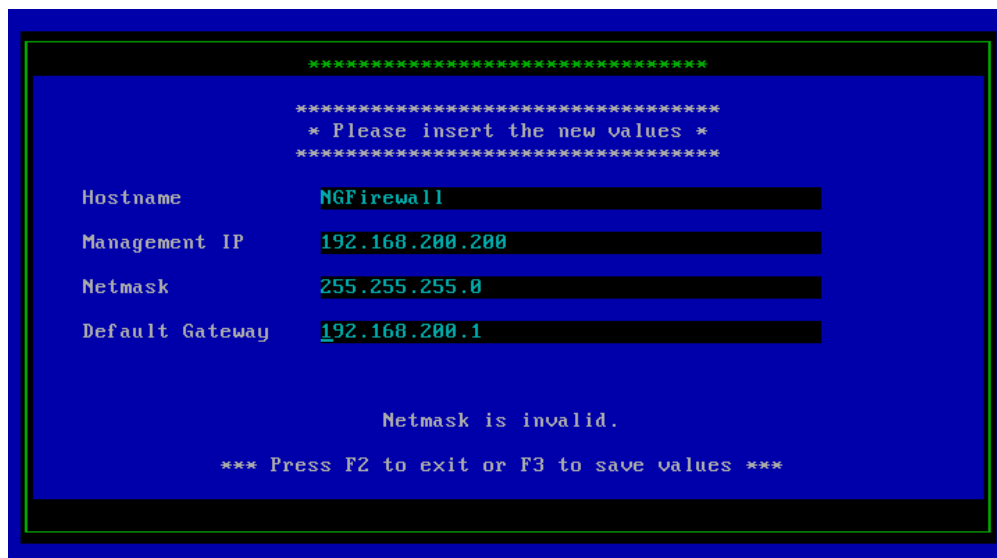 ********************************
**********************************
* Please insert the new values *
**********************************
Hostname NGFirewall
Management IP 192.168.200.200
Netmask 255.255.255.0
Default Gateway 192.168.200.1
Netmask is invalid.
*** Press F2 to exit or F3 to save values ***